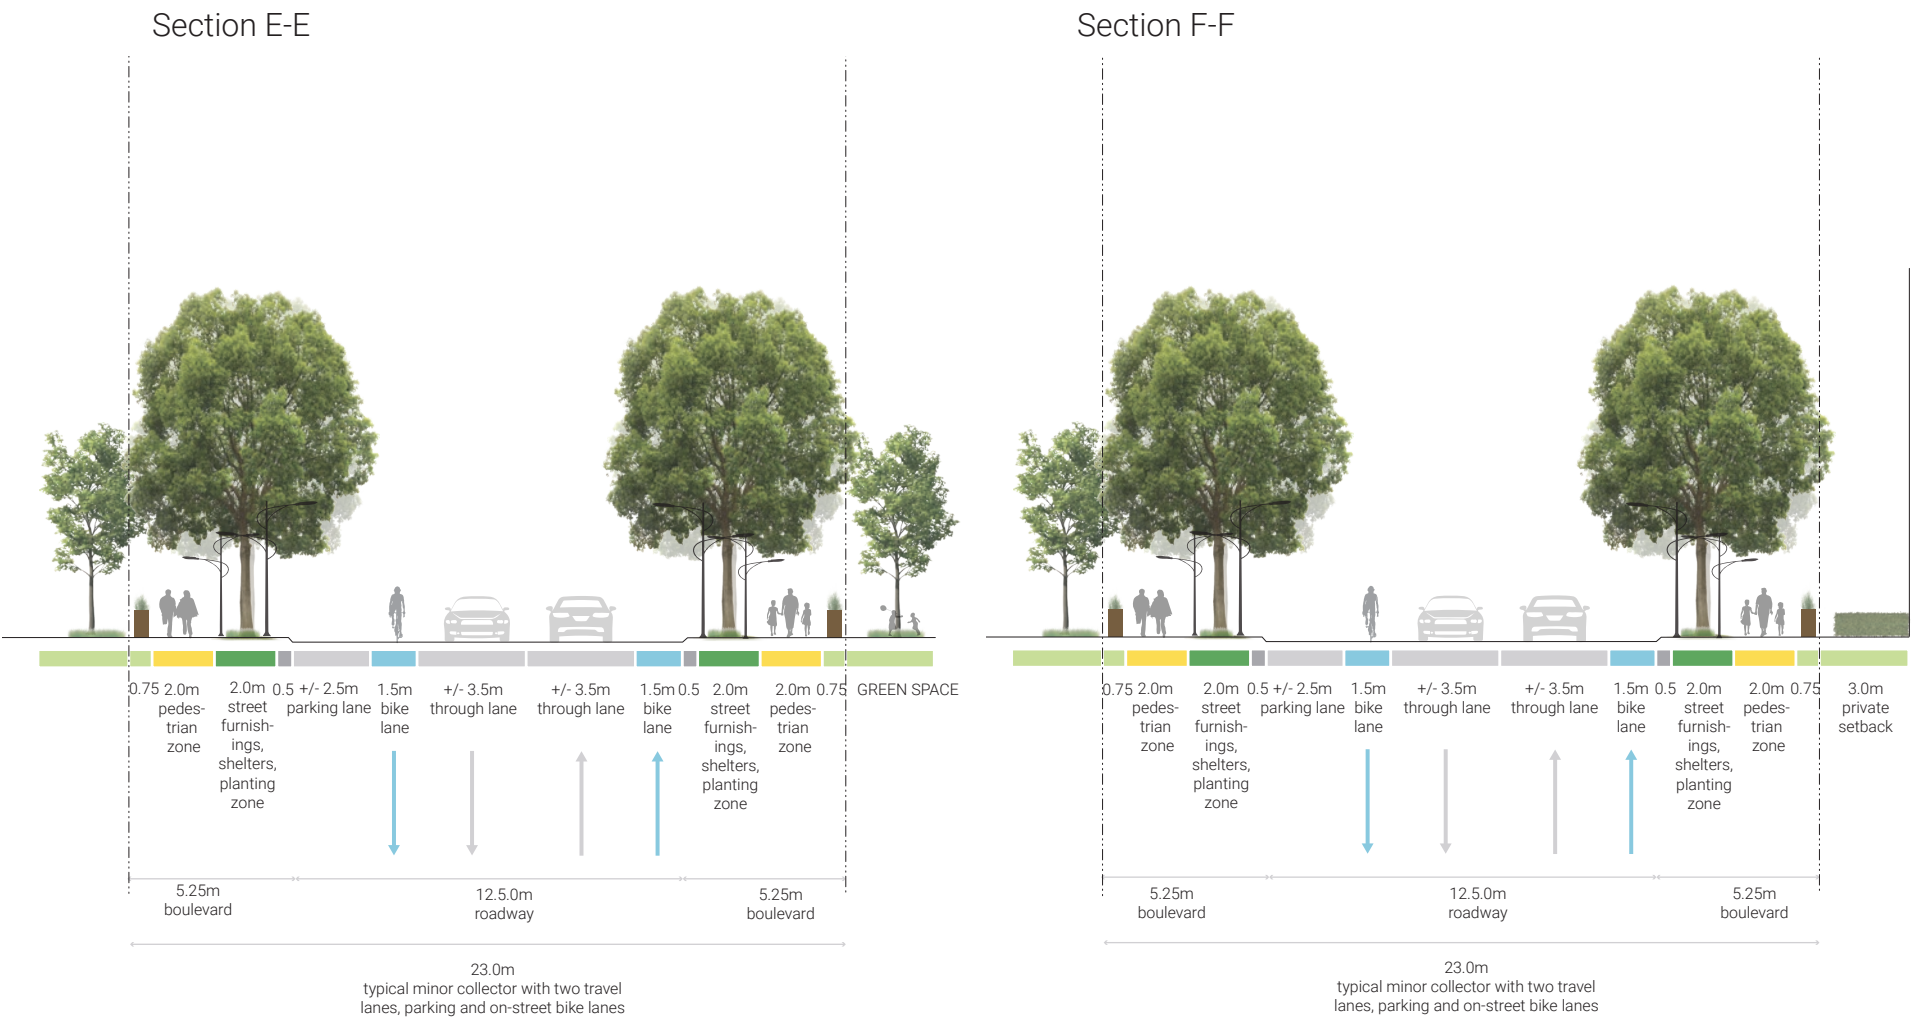 Section E-E
0.75
2.0m
pedes-
trian
zone
2.0m
street
furnish-
ings,
shelters,
planting
zone
0.5
+/- 2.5m
parking lane
1.5m
bike
lane
+/- 3.5m
through lane
+/- 3.5m
through lane
1.5m
bike
lane
0.5
2.0m
street
furnish-
ings,
shelters,
planting
zone
2.0m
pedes-
trian
zone
0.75
GREEN SPACE
5.25m
boulevard
12.5.0m
roadway
5.25m
boulevard
23.0m
typical minor collector with two travel
lanes, parking and on-street bike lanes
Section F-F
0.75
2.0m
pedes-
trian
zone
2.0m
street
furnish-
ings,
shelters,
planting
zone
0.5
+/- 2.5m
parking lane
1.5m
bike
lane
+/- 3.5m
through lane
+/- 3.5m
through lane
1.5m
bike
lane
0.5
2.0m
street
furnish-
ings,
shelters,
planting
zone
2.0m
pedes-
trian
zone
0.75
3.0m
private
setback
5.25m
boulevard
12.5.0m
roadway
5.25m
boulevard
23.0m
typical minor collector with two travel
lanes, parking and on-street bike lanes